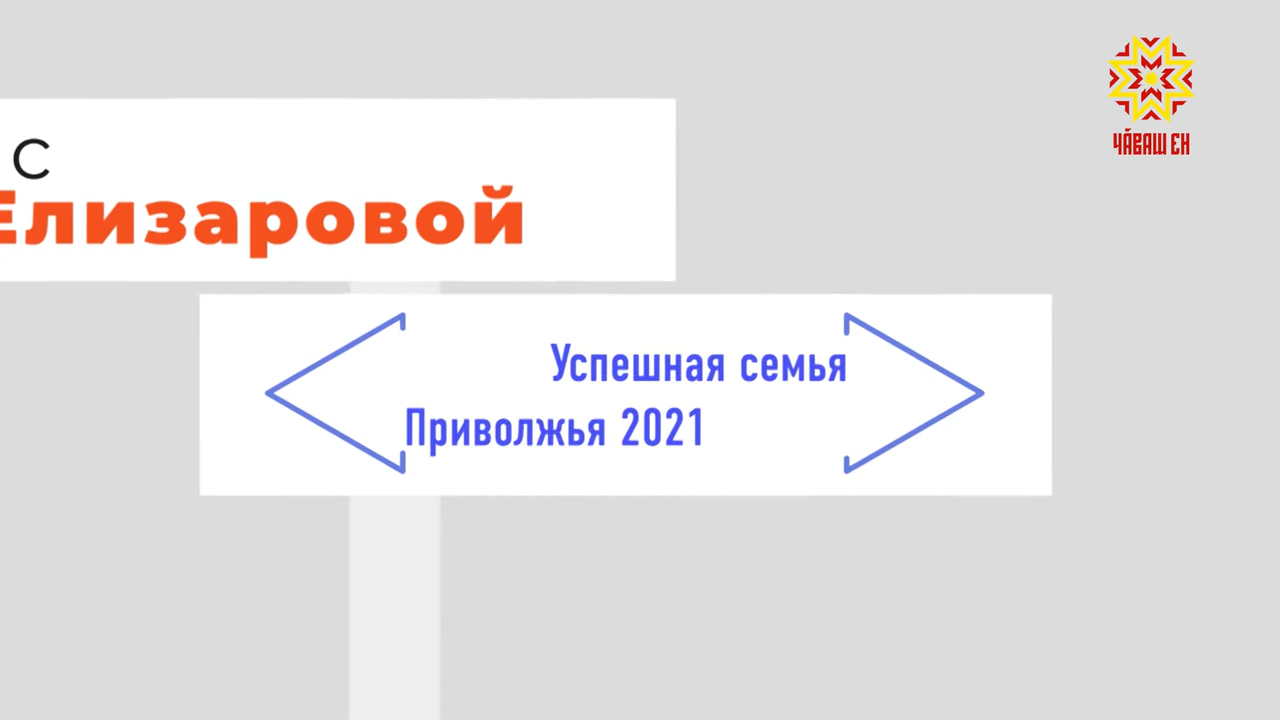 с
Елизаровой
Успешная семья
Приволжья 2021
ЧӐВАШ ЕН